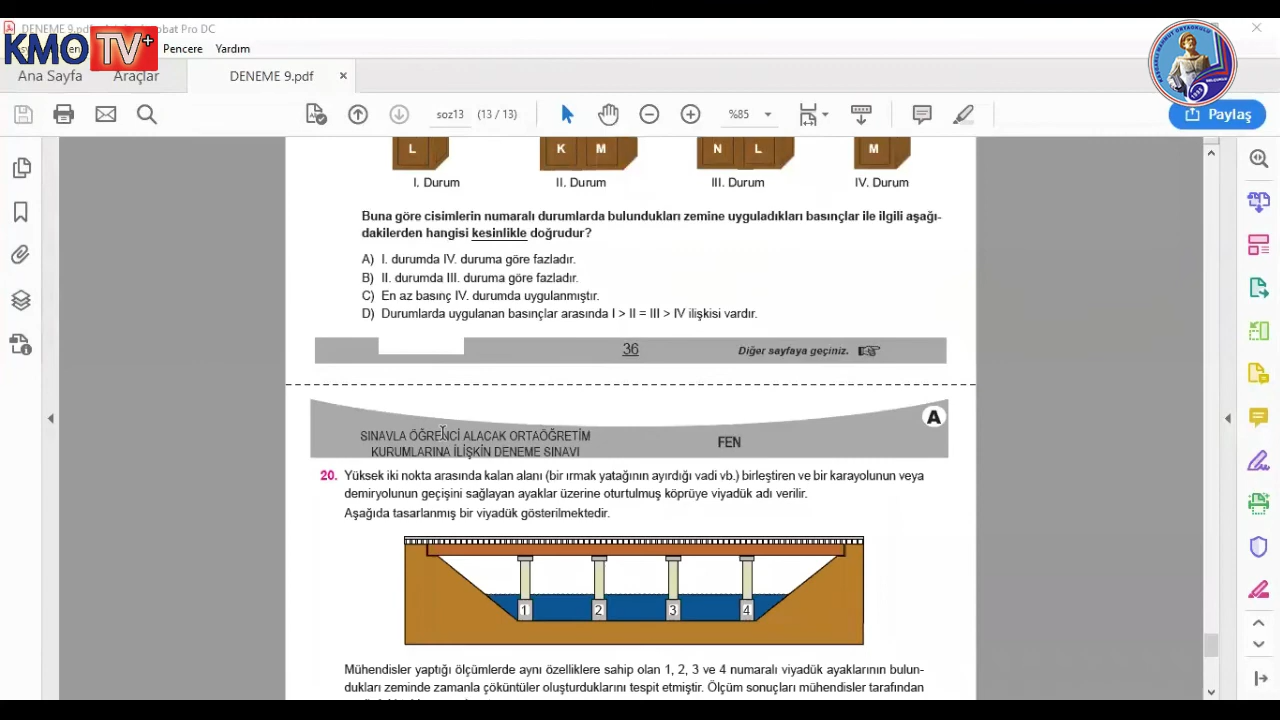 DENEME 9.pdf
obat Pro DC
KMO TV+
Pencere
Yardım
Ana Sayfa
Araçlar
DENEME 9.pdf
×
soz13
(13 / 13)
%85
Paylaş
L
K M
N L
M
I. Durum
II. Durum
III. Durum
IV. Durum
Buna göre cisimlerin numaralı durumlarda bulundukları zemine uyguladıkları basınçlar ile ilgili aşağı-
dakilerden hangisi kesinlikle doğrudur?
A) I. durumda IV. duruma göre fazladır.
B) II. durumda III. duruma göre fazladır.
C) En az basınç IV. durumda uygulanmıştır.
D) Durumlarda uygulanan basınçlar arasında I > II = III > IV ilişkisi vardır.
36
Diğer sayfaya geçiniz.
A
SINAVLA ÖĞRENCİ ALACAK ORTAÖĞRETİM
KURUMLARINA İLİŞKİN DENEME SINAVI
FEN
20. Yüksek iki nokta arasında kalan alanı (bir ırmak yatağının ayırdığı vadi vb.) birleştiren ve bir karayolunun veya
demiryolunun geçişini sağlayan ayaklar üzerine oturtulmuş köprüye viyadük adı verilir.
Aşağıda tasarlanmış bir viyadük gösterilmektedir.
1 2 3 4
Mühendisler yaptığı ölçümlerde aynı özelliklere sahip olan 1, 2, 3 ve 4 numaralı viyadük ayaklarının bulun-
dukları zeminde zamanla çöküntüler oluşturduklarını tespit etmiştir. Ölçüm sonuçları mühendisler tarafından